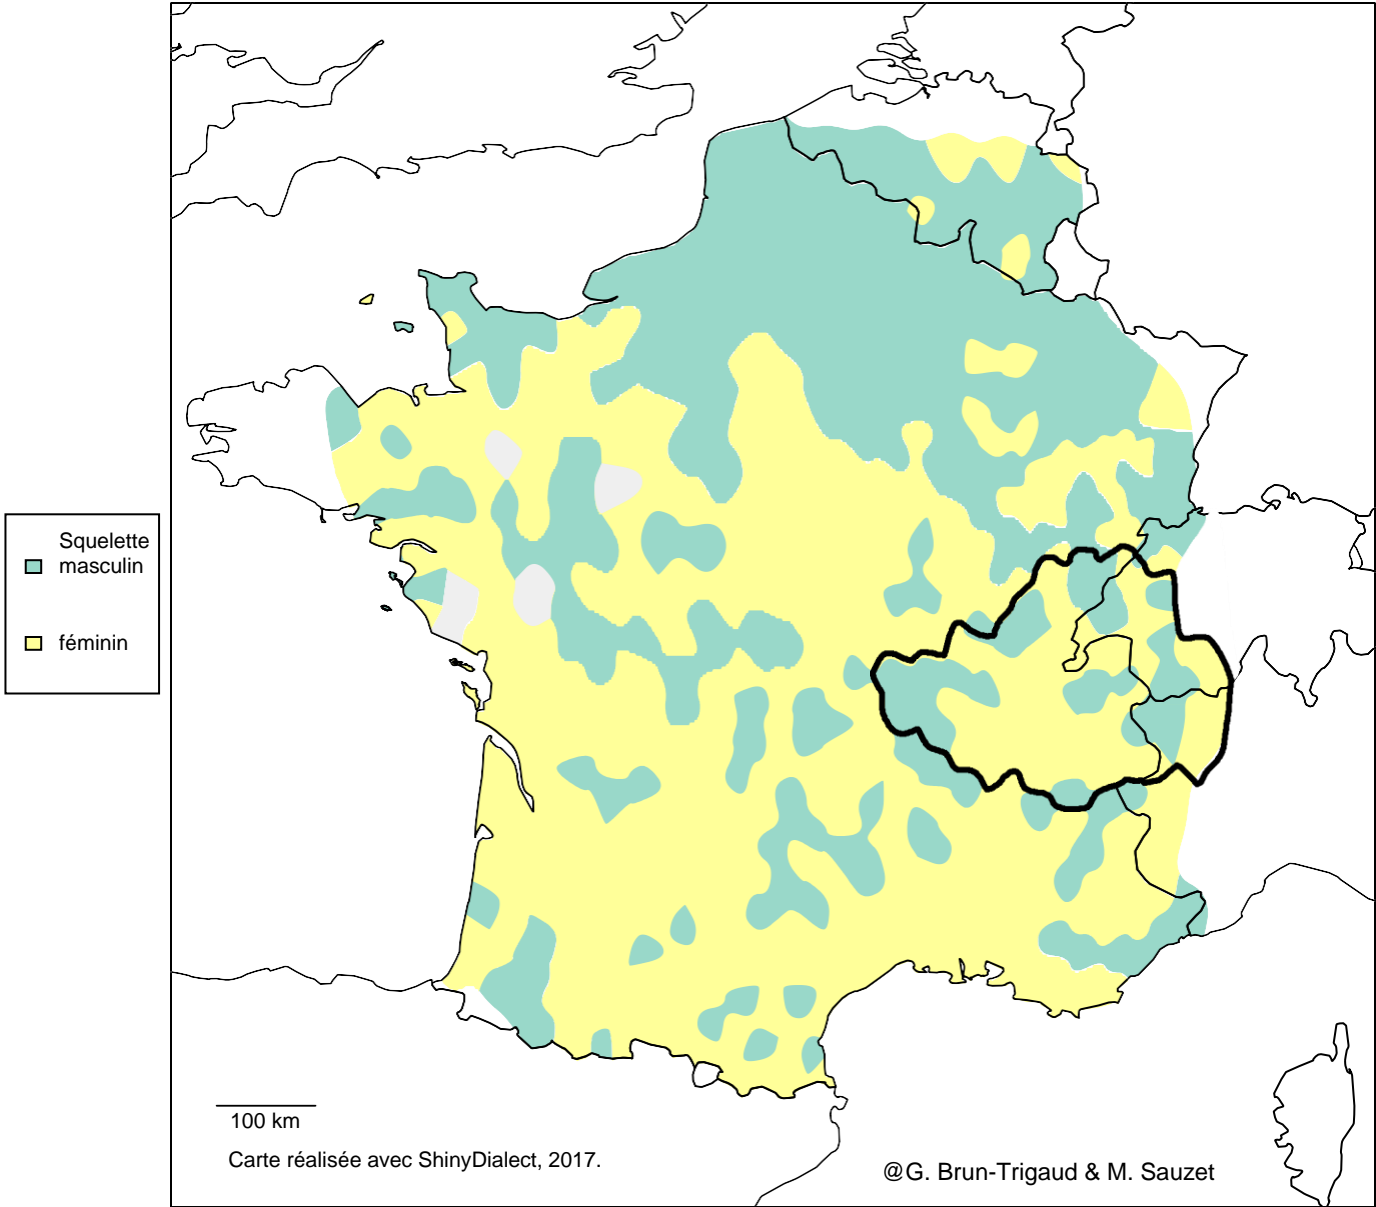 Squelette
masculin
féminin
100 km
Carte réalisée avec ShinyDialect, 2017.
@G. Brun-Trigaud & M. Sauzet